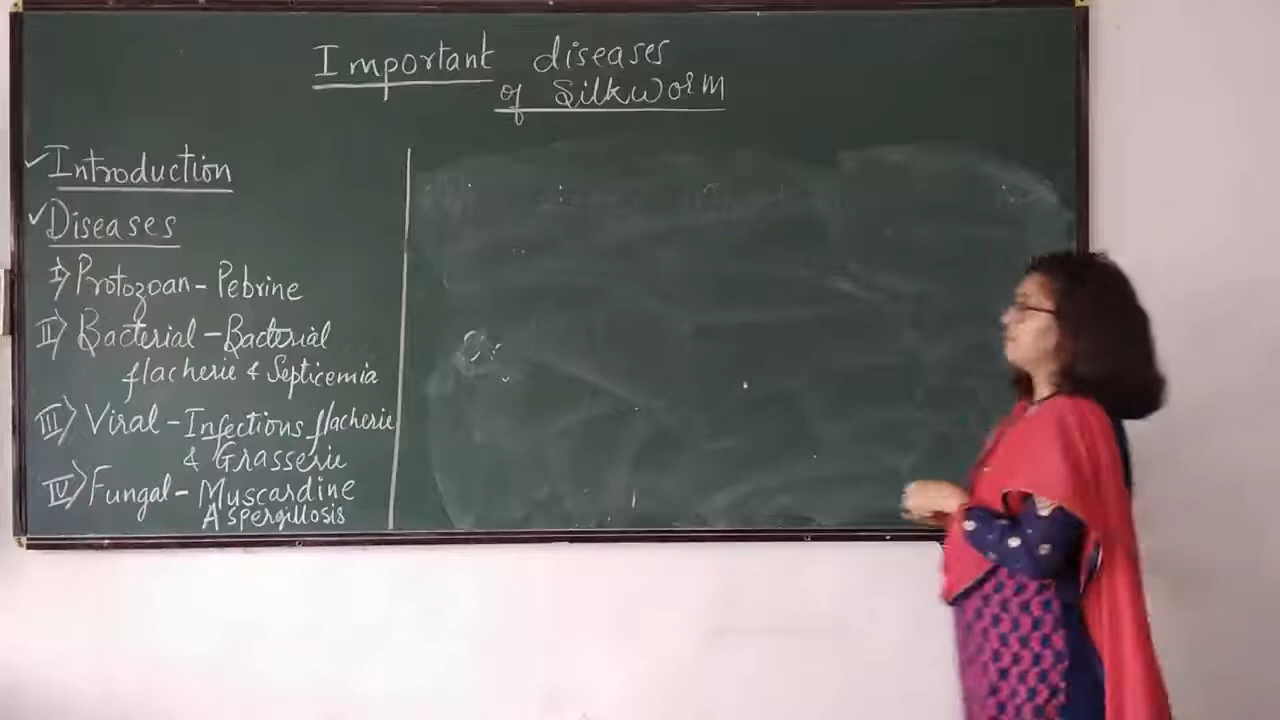 Important diseases
of Silkworm
✓ Introduction
✓ Diseases
I) Protozoan - Pebrine
II) Bacterial - Bacterial
flacherie & Septicemia
III) Viral - Infections flacherie
& Grasserie
IV) Fungal - Muscardine
Aspergillosis